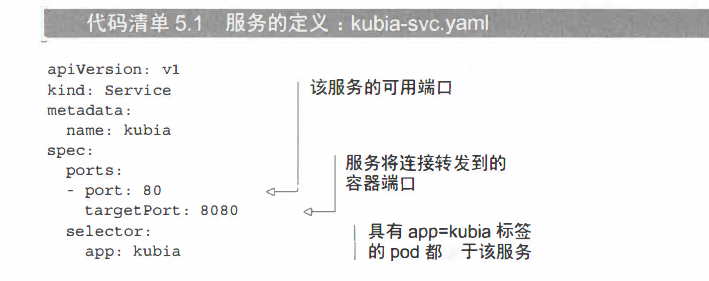 代码清单 5.1 服务的定义：kubia-svc.yaml
apiVersion: v1
kind: Service
metadata:
  name: kubia
spec:
  ports:
  - port: 80
    targetPort: 8080
  selector:
    app: kubia
该服务的可用端口
服务将连接转发到的
容器端口
具有 app=kubia 标签
的 pod 都 于该服务